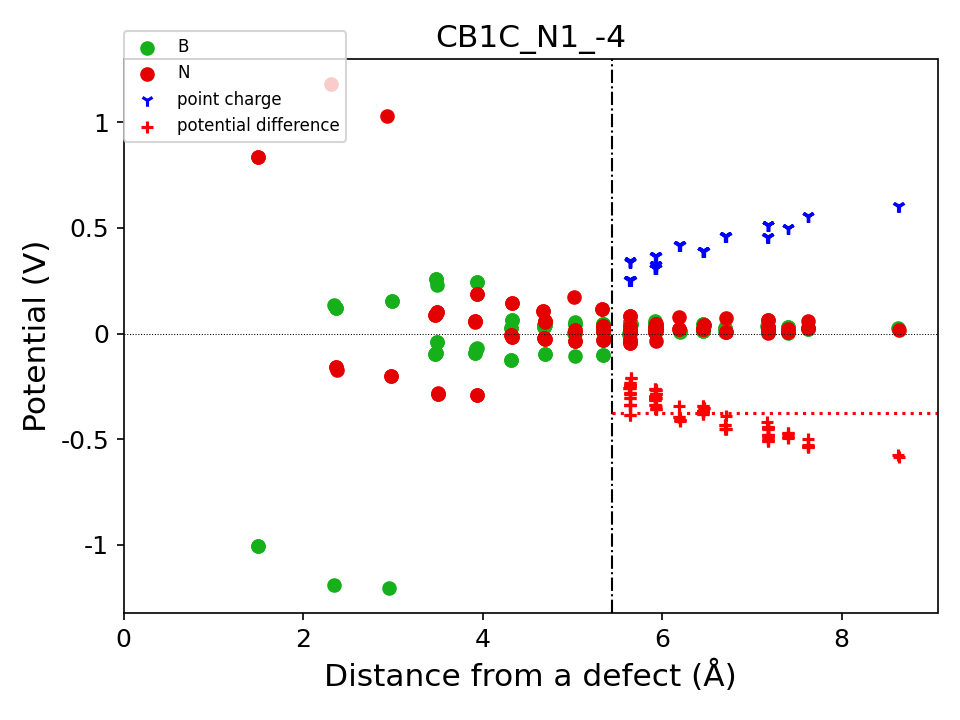 CB1C_N1_-4
B
N
point charge
potential difference
1
0.5
0
-0.5
-1
Potential (V)
0
2
4
6
8
Distance from a defect (Å)